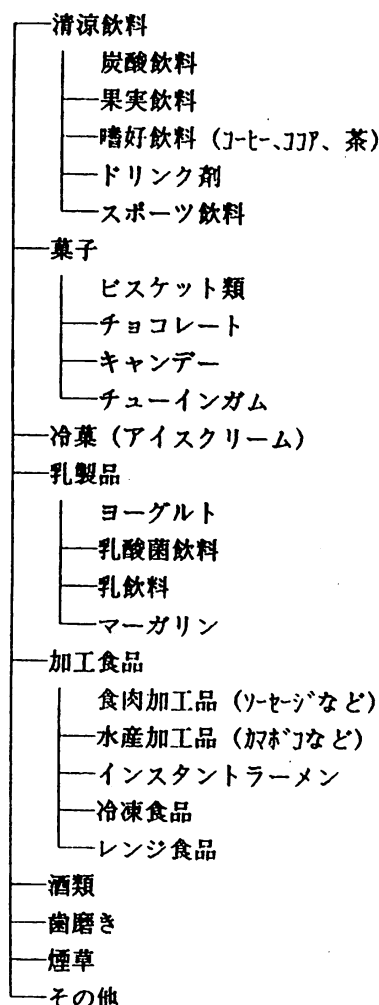 清涼飲料
炭酸飲料
果実飲料
嗜好飲料（ｺｰﾋｰ、ｺｺｱ、茶）
ドリンク剤
スポーツ飲料
菓子
ビスケット類
チョコレート
キャンデー
チューインガム
冷菓（アイスクリーム）
乳製品
ヨーグルト
乳酸菌飲料
乳飲料
マーガリン
加工食品
食肉加工品（ｿｰｾｰｼﾞなど）
水産加工品（ｶﾏﾎﾞｺなど）
インスタントラーメン
冷凍食品
レンジ食品
酒類
歯磨き
煙草
その他